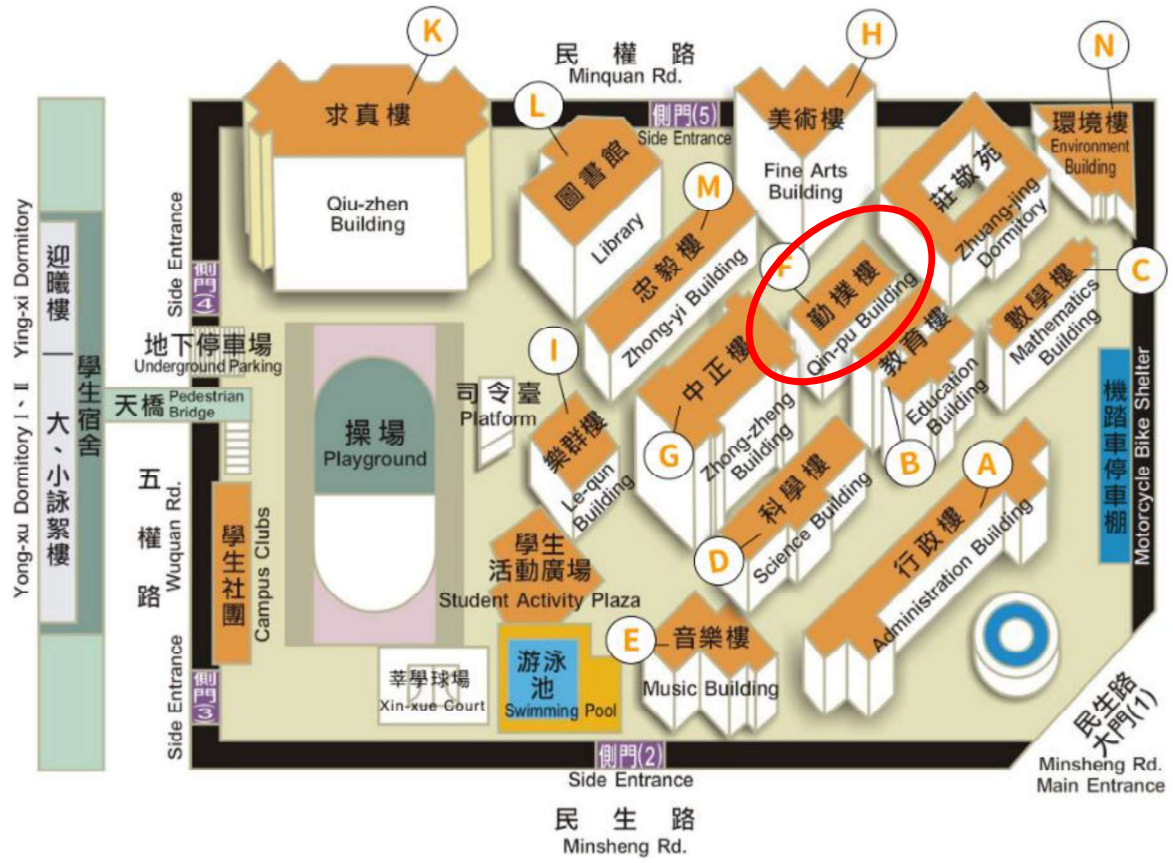 K
民權路
Minquan Rd.
H
N
求真樓
Qiu-zhen
Building
L
圖書館
Library
側門(5)
Side Entrance
美術樓
Fine Arts
Building
環境樓
Environment
Building
莊敬苑
Zhuang-jing
Dormitory
M
忠毅樓
Zhong-yi Building
F
勤樸樓
Qin-pu Building
C
數學樓
Mathematics
Building
Ying-xi Dormitory
迎曦樓
Yong-xu Dormitory I、II
大、小詠絮樓
學生宿舍
Side Entrance
側門(4)
地下停車場
Underground Parking
天橋
Pedestrian
Bridge
操場
Playground
司令臺
Platform
I
樂群樓
Le-qun
Building
中正樓
G
Zhong-zheng
Building
教育樓
Education
Building
B
A
行政樓
Administration Building
機踏車停車棚
Motorcycle Bike Shelter
五權路
Wuquan Rd.
學生社團
Campus Clubs
學生
活動廣場
Student Activity Plaza
科學樓
D
Science Building
E
音樂樓
Music Building
莘學球場
Xin-xue Court
游泳
池
Swimming Pool
Side Entrance
側門(3)
側門(2)
Side Entrance
民生路
大門(1)
Minsheng Rd.
Main Entrance
民生路
Minsheng Rd.